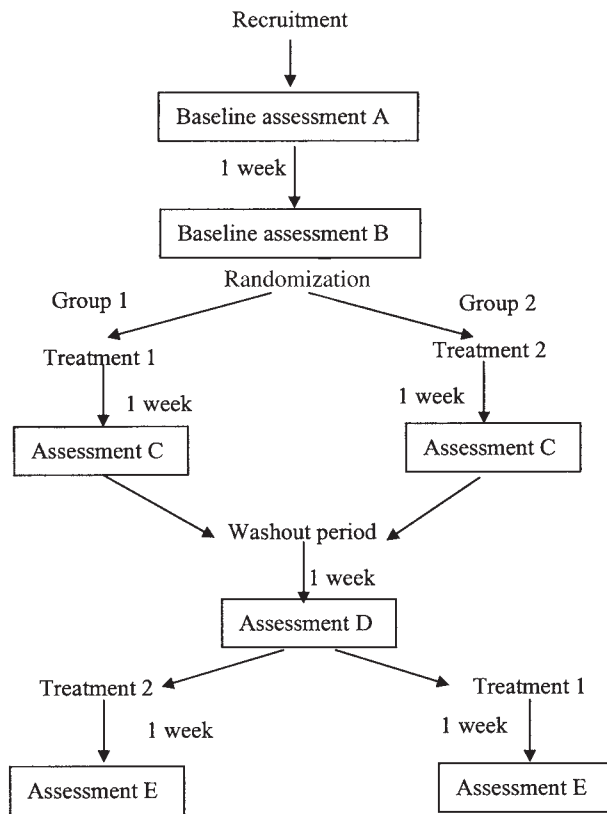 Recruitment
Baseline assessment A
1 week
Baseline assessment B
Randomization
Group 1
Group 2
Treatment 1
Treatment 2
1 week
1 week
Assessment C
Assessment C
Washout period
1 week
Assessment D
Treatment 2
Treatment 1
1 week
1 week
Assessment E
Assessment E